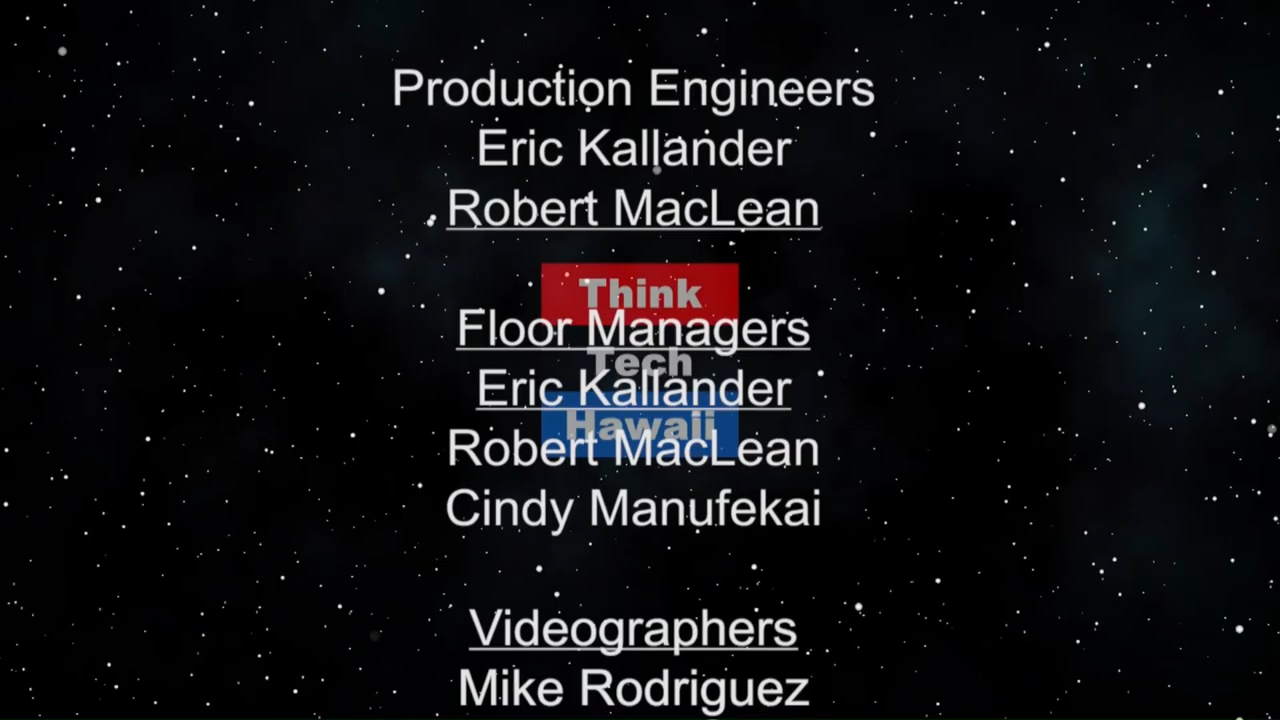 Production Engineers
Eric Kallander
Robert MacLean
Think
Floor Managers
Tech
Eric Kallander
Hawaii
Robert MacLean
Cindy Manufekai
Videographers
Mike Rodriguez